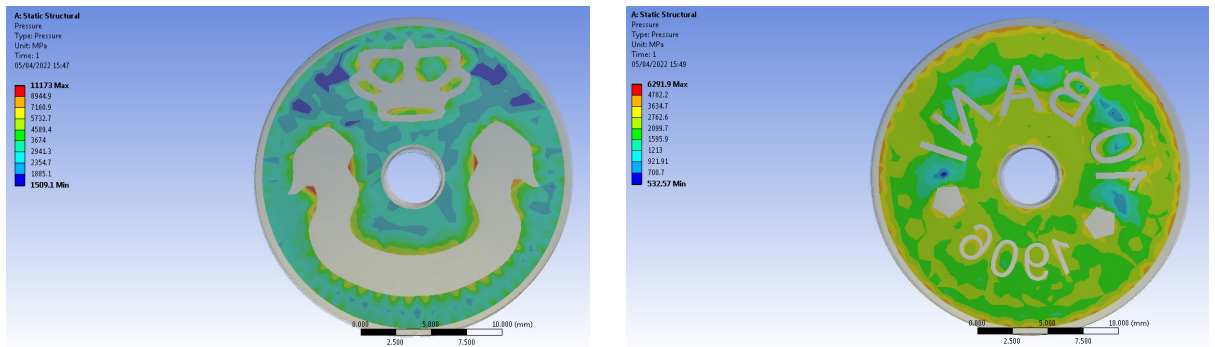 A: Static Structural
Pressure
Type: Pressure
Unit: MPa
Time: 1
05/04/2022 15:47
11173 Max
8944.9
7160.9
5732.7
4589.4
3674
2941.3
2354.7
1885.1
1509.1 Min
0.000 5.000 10.000 (mm)
2.500 7.500
A: Static Structural
Pressure
Type: Pressure
Unit: MPa
Time: 1
05/04/2022 15:49
6291.9 Max
4782.2
3634.7
2762.6
2099.7
1595.9
1213
921.91
700.7
532.57 Min
10 BANI
1906
0.000 5.000 10.000 (mm)
2.500 7.500